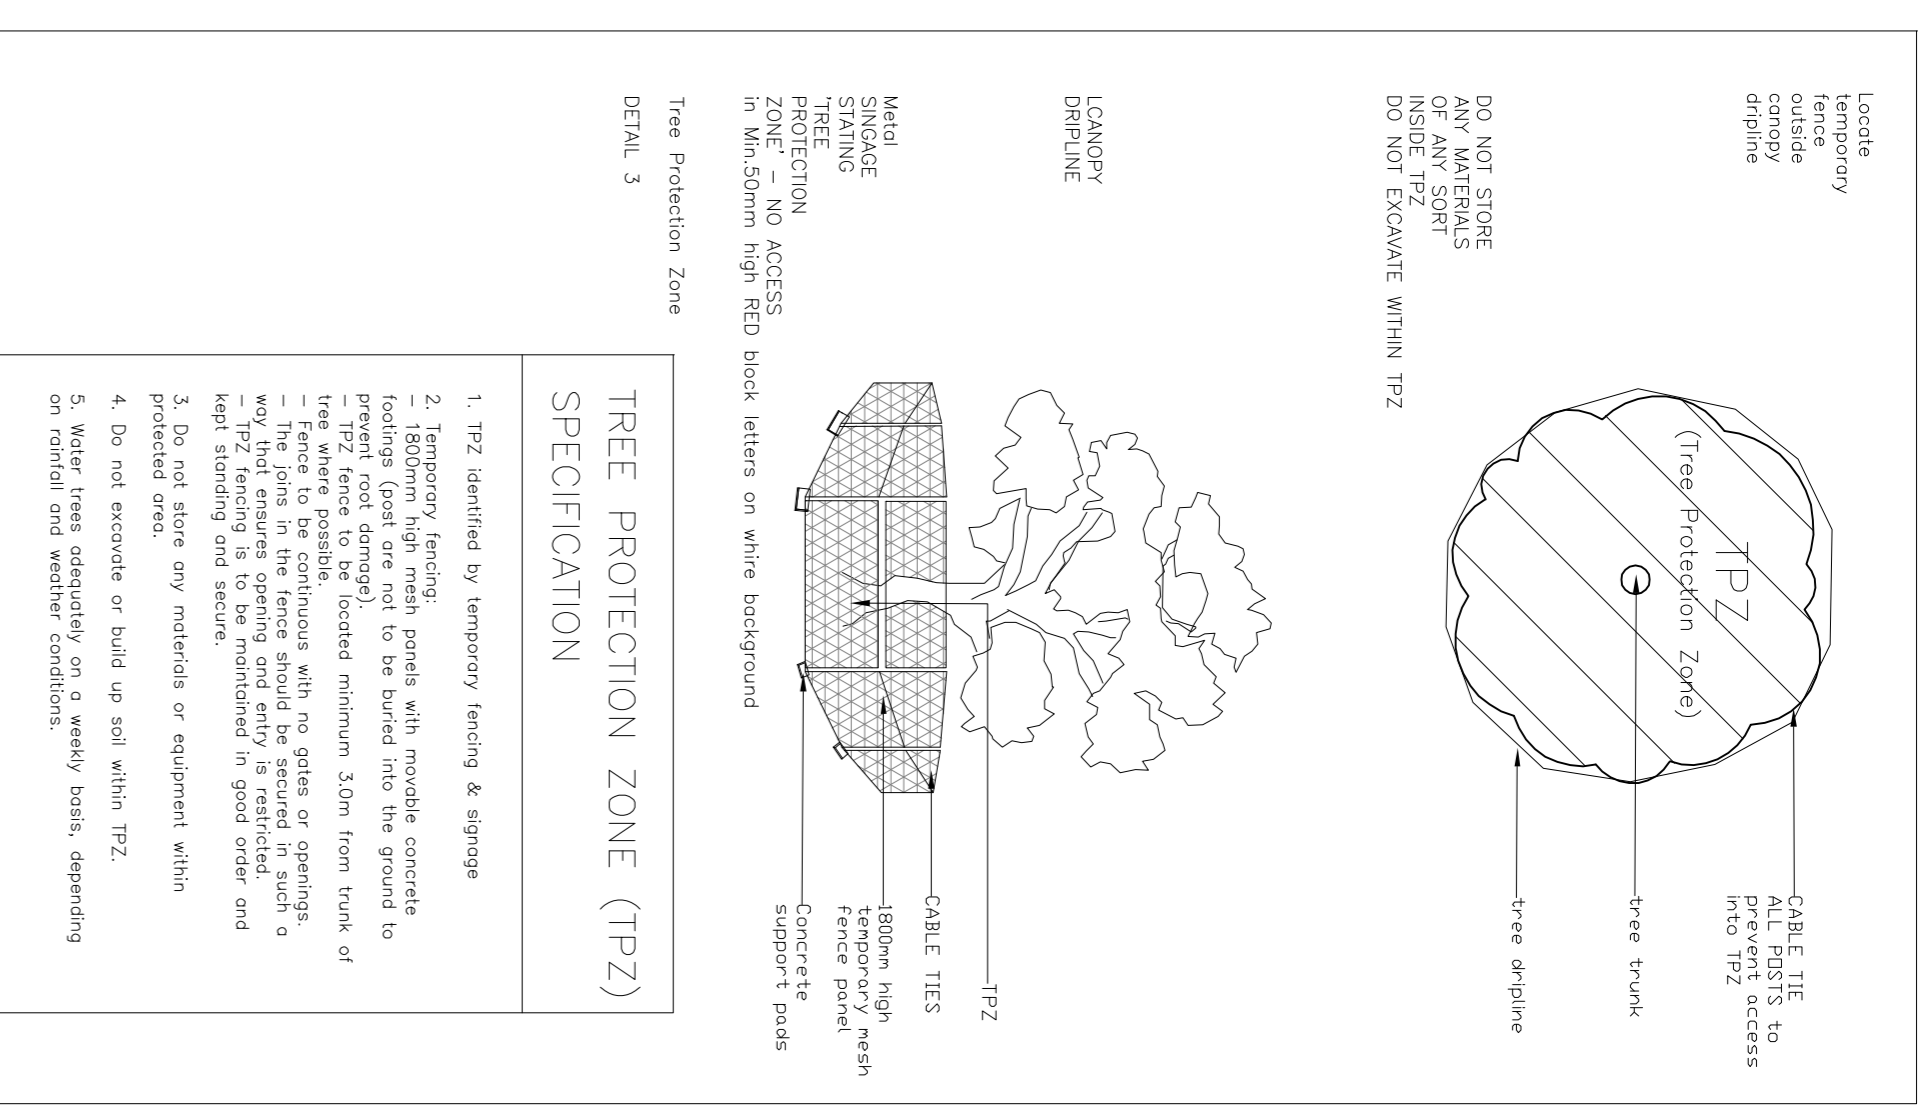 Locate
temporary
fence
outside
canopy
dripline
TPZ
(Tree Protection Zone)
CABLE TIE
ALL POSTS to
prevent access
into TPZ
tree trunk
tree dripline
DO NOT STORE
ANY MATERIALS
OF ANY SORT
INSIDE TPZ
DO NOT EXCAVATE WITHIN TPZ
LCANOPY
DRIPLINE
TPZ
CABLE TIES
1800mm high
temporary mesh
fence panel
Concrete
support pads
Metal
SINGAGE
STATING
'TREE
PROTECTION
ZONE' - NO ACCESS
in Min.50mm high RED block letters on whire background
Tree Protection Zone
DETAIL 3
TREE PROTECTION ZONE (TPZ)
SPECIFICATION
1. TPZ identified by temporary fencing & signage
2. Temporary fencing:
- 1800mm high mesh panels with movable concrete
footings (post are not to be buried into the ground to
prevent root damage).
- TPZ fence to be located minimum 3.0m from trunk of
tree where possible.
- Fence to be continuous with no gates or openings.
- The joins in the fence should be secured in such a
way that ensures opening and entry is restricted.
- TPZ fencing is to be maintained in good order and
kept standing and secure.
3. Do not store any materials or equipment within
protected area.
4. Do not excavate or build up soil within TPZ.
5. Water trees adequately on a weekly basis, depending
on rainfall and weather conditions.